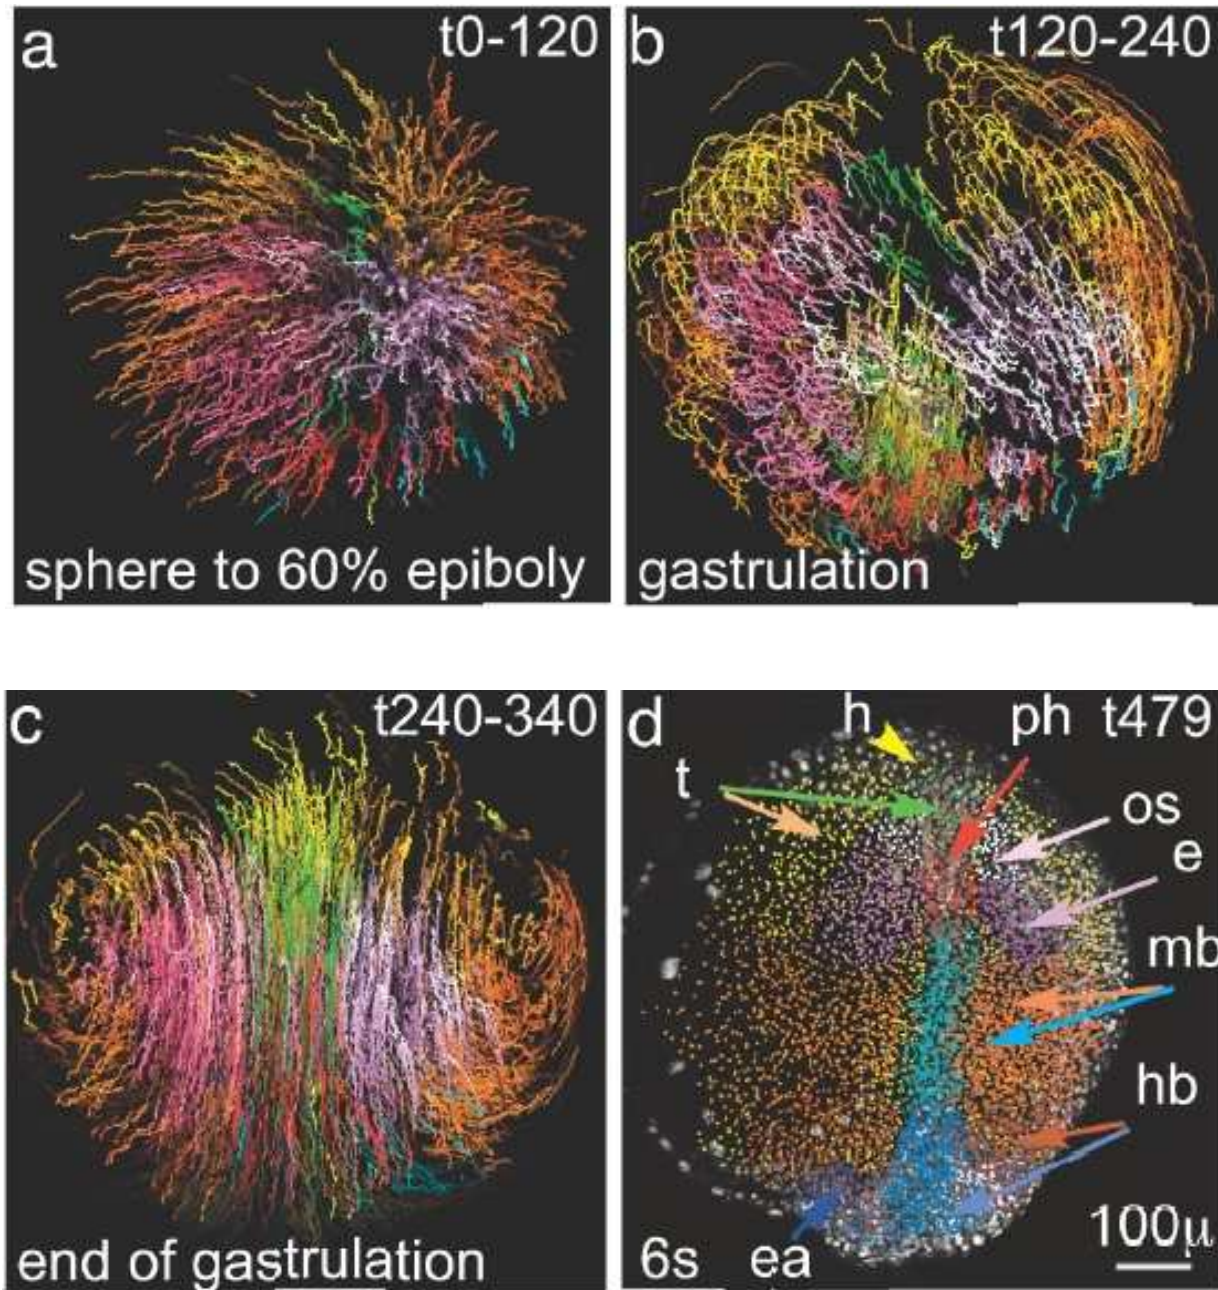 a t0-120
sphere to 60% epiboly
b t120-240
gastrulation
c t240-340
end of gastrulation
d h ph t479
t
os
e
mb
hb
100µ
6s ea